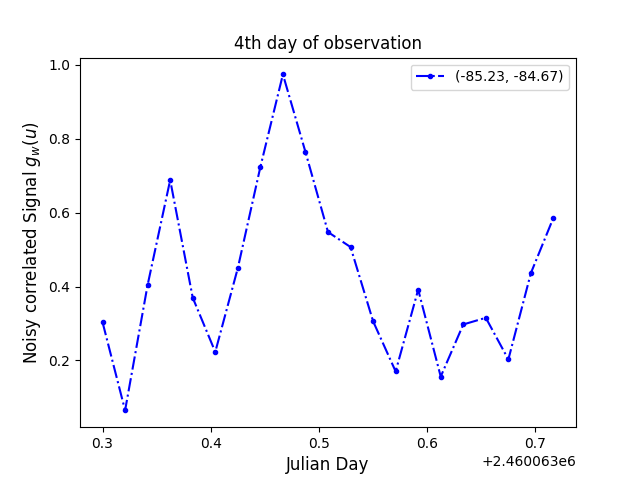 4th day of observation
(-85.23, -84.67)
Noisy correlated Signal $g_w(u)$
1.0
0.8
0.6
0.4
0.2
0.3 0.4 0.5 0.6 0.7
+2.460063e6
Julian Day